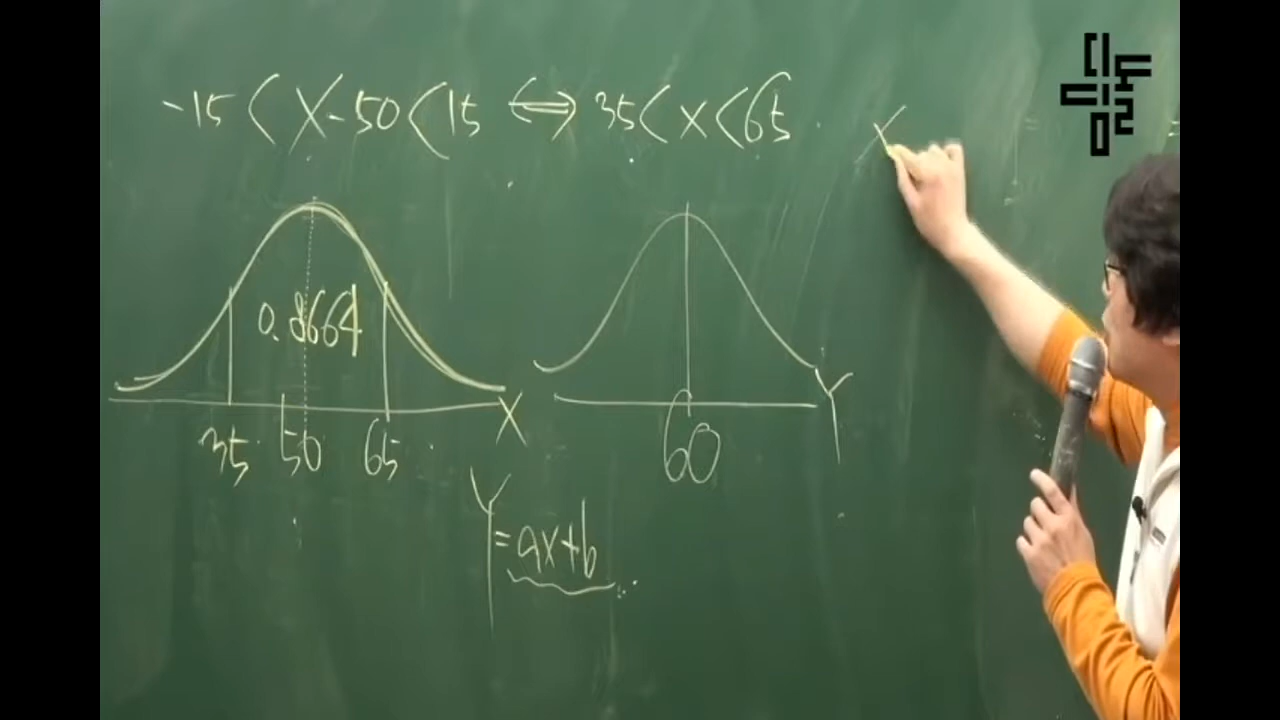 -15 < X - 50 < 15 ⟺ 35 < x < 65
X
0.8664
35 50 65 X
60 Y
Y = ax+b